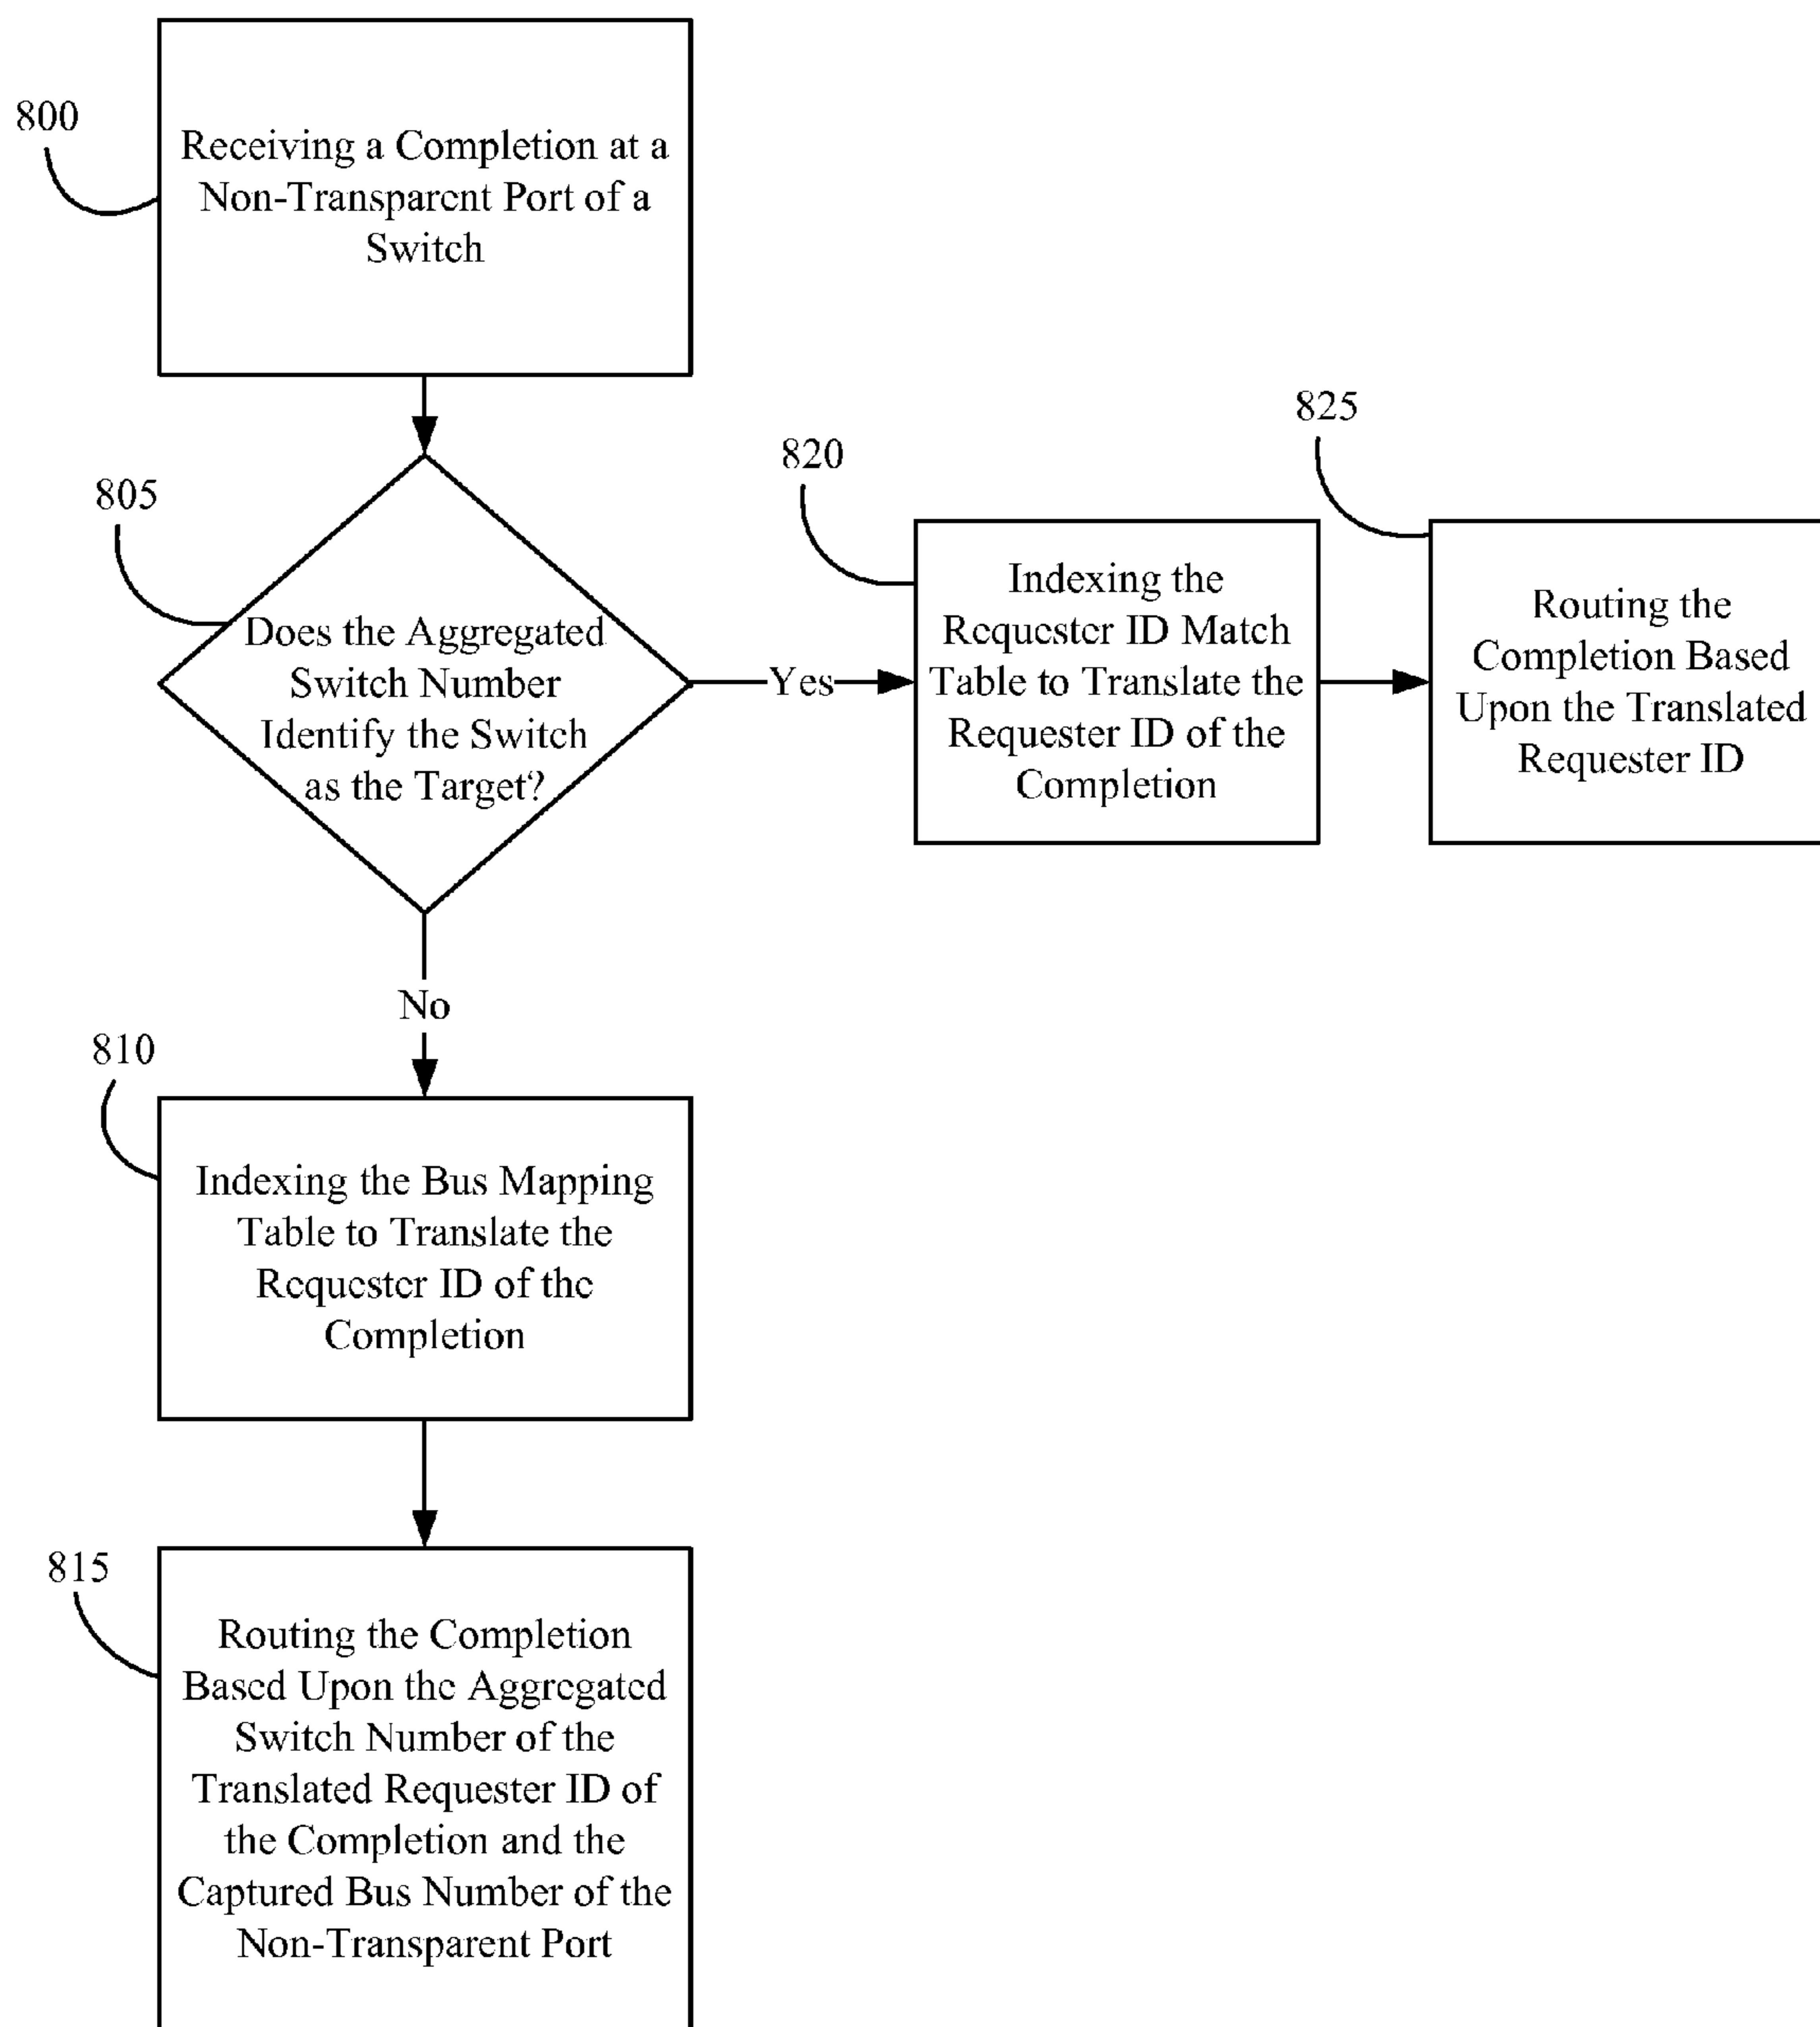 800
Receiving a Completion at a
Non-Transparent Port of a
Switch
805
Does the Aggregated
Switch Number
Identify the Switch
as the Target?
Yes
820
Indexing the
Requester ID Match
Table to Translate the
Requester ID of the
Completion
825
Routing the
Completion Based
Upon the Translated
Requester ID
No
810
Indexing the Bus Mapping
Table to Translate the
Requester ID of the
Completion
815
Routing the Completion
Based Upon the Aggregated
Switch Number of the
Translated Requester ID of
the Completion and the
Captured Bus Number of the
Non-Transparent Port